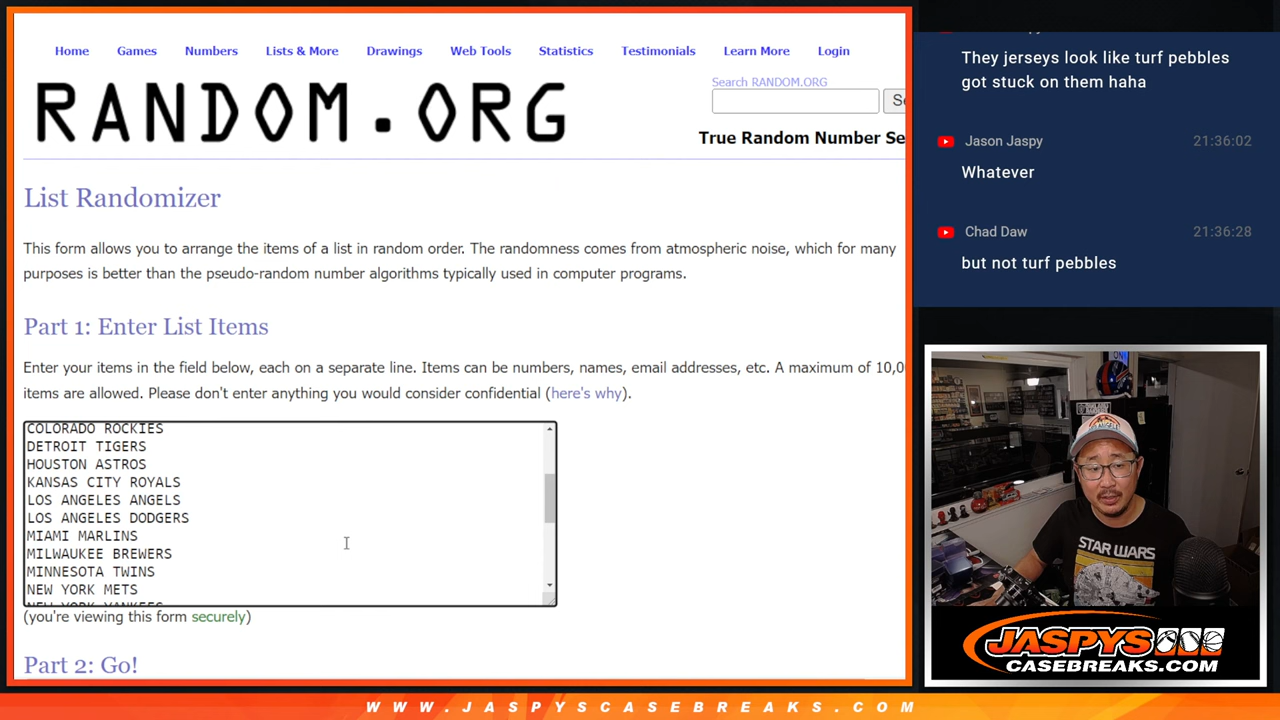 Home Games Numbers Lists & More Drawings Web Tools Statistics Testimonials Learn More Login
RANDOM.ORG
Search RANDOM.ORG
True Random Number Se
List Randomizer
This form allows you to arrange the items of a list in random order. The randomness comes from atmospheric noise, which for many
purposes is better than the pseudo-random number algorithms typically used in computer programs.
Part 1: Enter List Items
Enter your items in the field below, each on a separate line. Items can be numbers, names, email addresses, etc. A maximum of 10,0
items are allowed. Please don't enter anything you would consider confidential (here's why).
COLORADO ROCKIES
DETROIT TIGERS
HOUSTON ASTROS
KANSAS CITY ROYALS
LOS ANGELES ANGELS
LOS ANGELES DODGERS
MIAMI MARLINS
MILWAUKEE BREWERS
MINNESOTA TWINS
NEW YORK METS
NEW YORK YANKEES
(you're viewing this form securely)
Part 2: Go!
They jerseys look like turf pebbles
got stuck on them haha
Jason Jaspy 21:36:02
Whatever
Chad Daw 21:36:28
but not turf pebbles
STAR WARS
JASPYS
CASEBREAKS.COM
WWW.JASPYSCASEBREAKS.COM